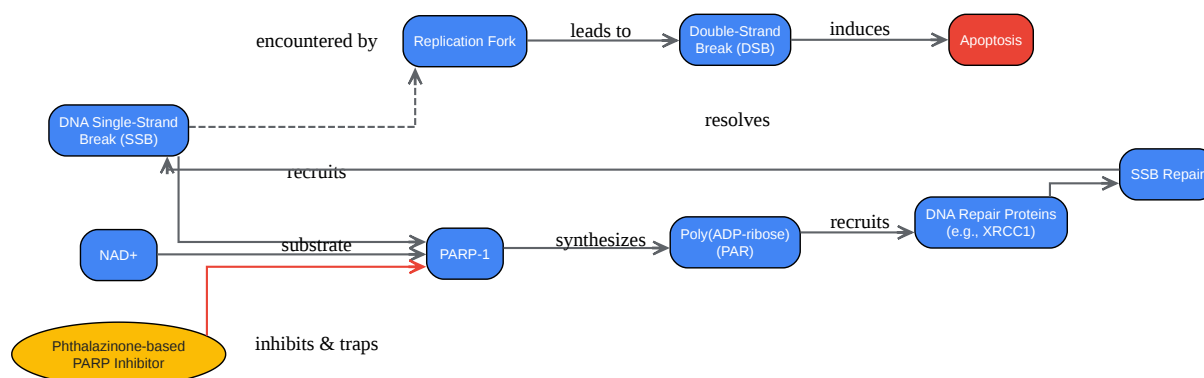 encountered by
Replication Fork
leads to
Double-Strand
Break (DSB)
induces
Apoptosis
DNA Single-Strand
Break (SSB)
resolves
recruits
SSB Repair
NAD+
substrate
PARP-1
synthesizes
Poly(ADP-ribose)
(PAR)
recruits
DNA Repair Proteins
(e.g., XRCC1)
Phthalazinone-based
PARP Inhibitor
inhibits & traps